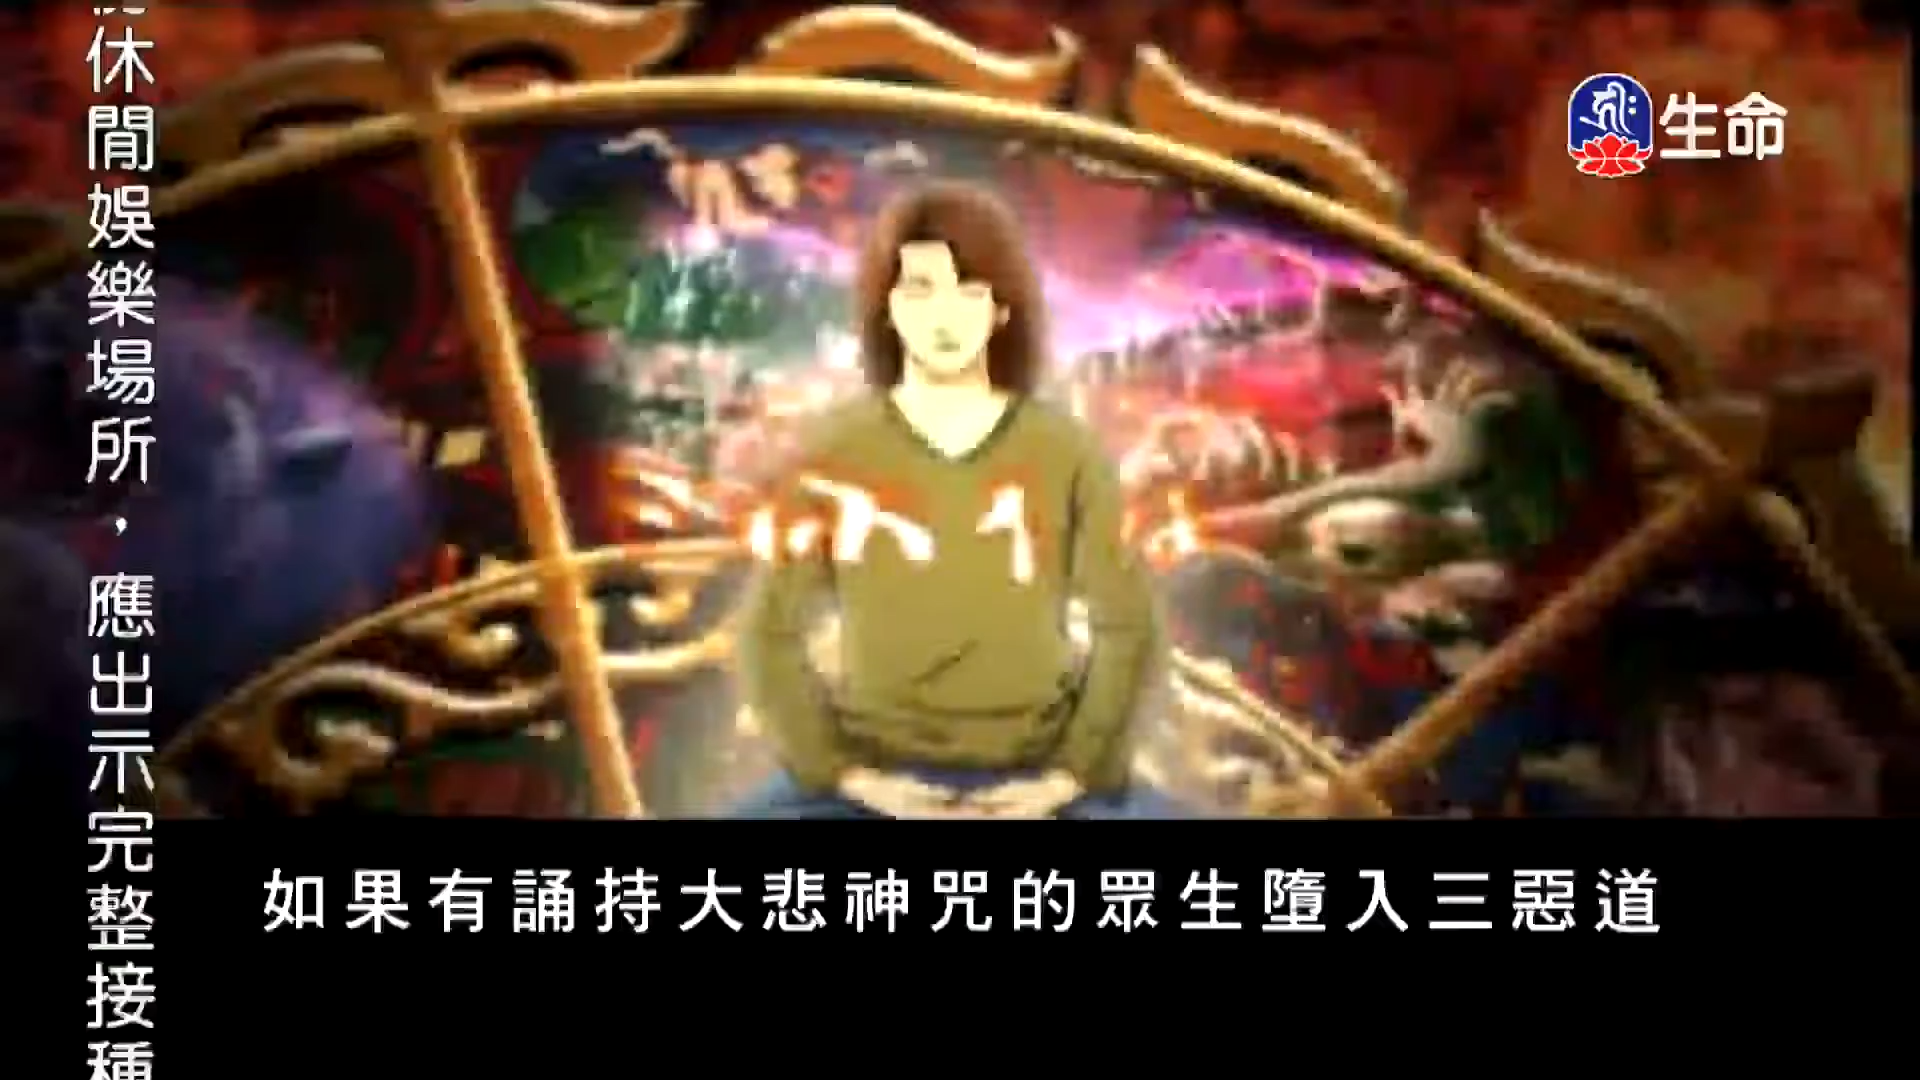 休閒娛樂場所，應出示完整接種
生命
如果有誦持大悲神咒的眾生墮入三惡道